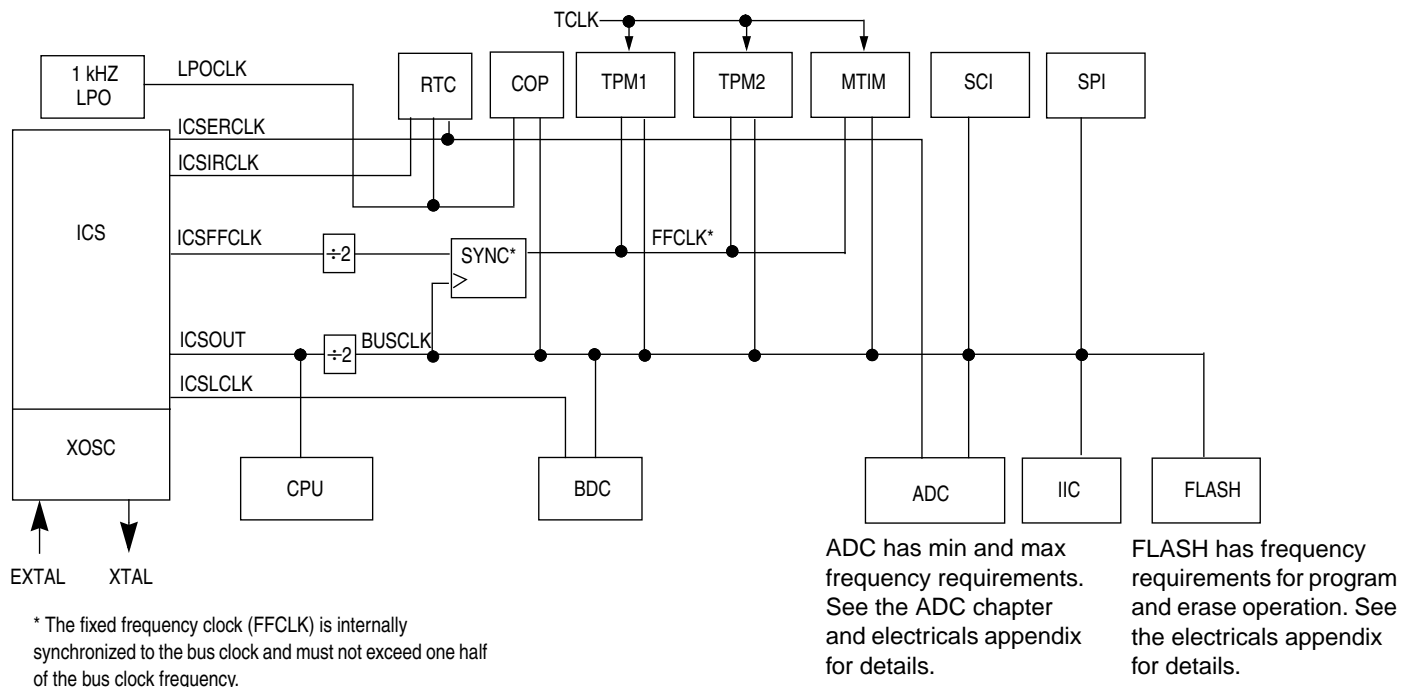 TCLK
1 kHZ
LPO
LPOCLK
RTC
COP
TPM1
TPM2
MTIM
SCI
SPI
ICSERCLK
ICSIRCLK
ICS
ICSFFCLK
÷2
SYNC*
FFCLK*
ICSOUT
÷2
BUSCLK
ICSLCLK
XOSC
CPU
BDC
ADC
IIC
FLASH
EXTAL
XTAL
ADC has min and max
frequency requirements.
See the ADC chapter
and electricals appendix
for details.
FLASH has frequency
requirements for program
and erase operation. See
the electricals appendix
for details.
* The fixed frequency clock (FFCLK) is internally
synchronized to the bus clock and must not exceed one half
of the bus clock frequency.